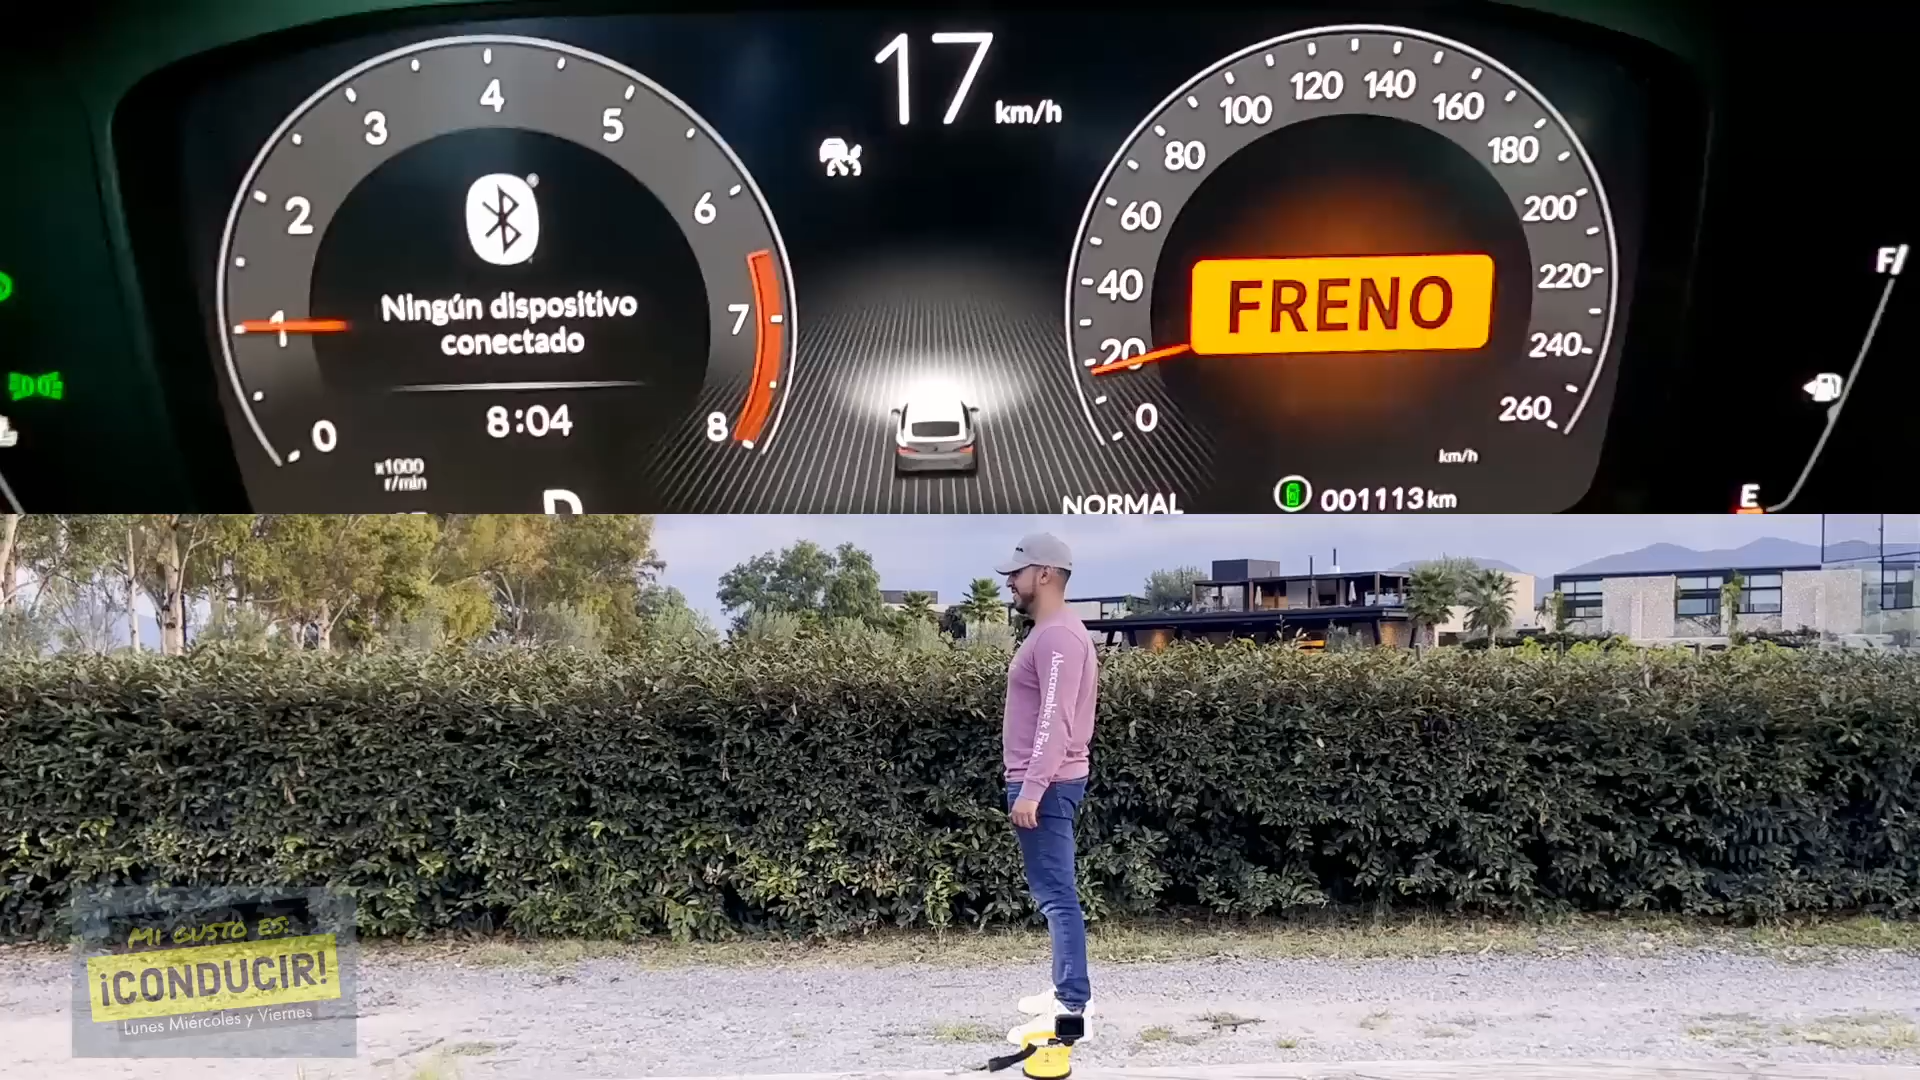 17 km/h
0
1
2
3
4
5
6
7
8
x1000
r/min
Ningún dispositivo
conectado
8:04
D
0
20
40
60
80
100
120
140
160
180
200
220
240
260
km/h
FRENO
NORMAL
001113 km
F
E
Abercrombie & Fitch
MI GUSTO ES:
¡CONDUCIR!
Lunes Miércoles y Viernes